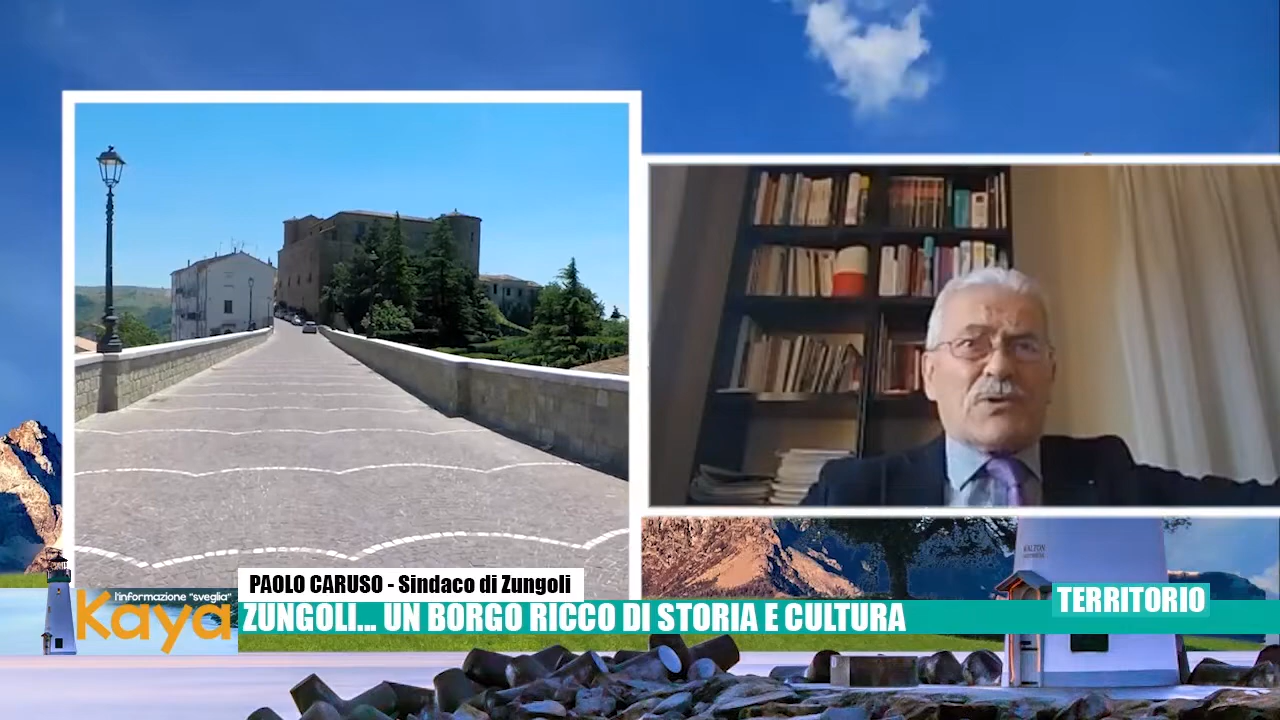 PAOLO CARUSO - Sindaco di Zungoli
l'informazione "sveglia"
Kaya
ZUNGOLI... UN BORGO RICCO DI STORIA E CULTURA
TERRITORIO